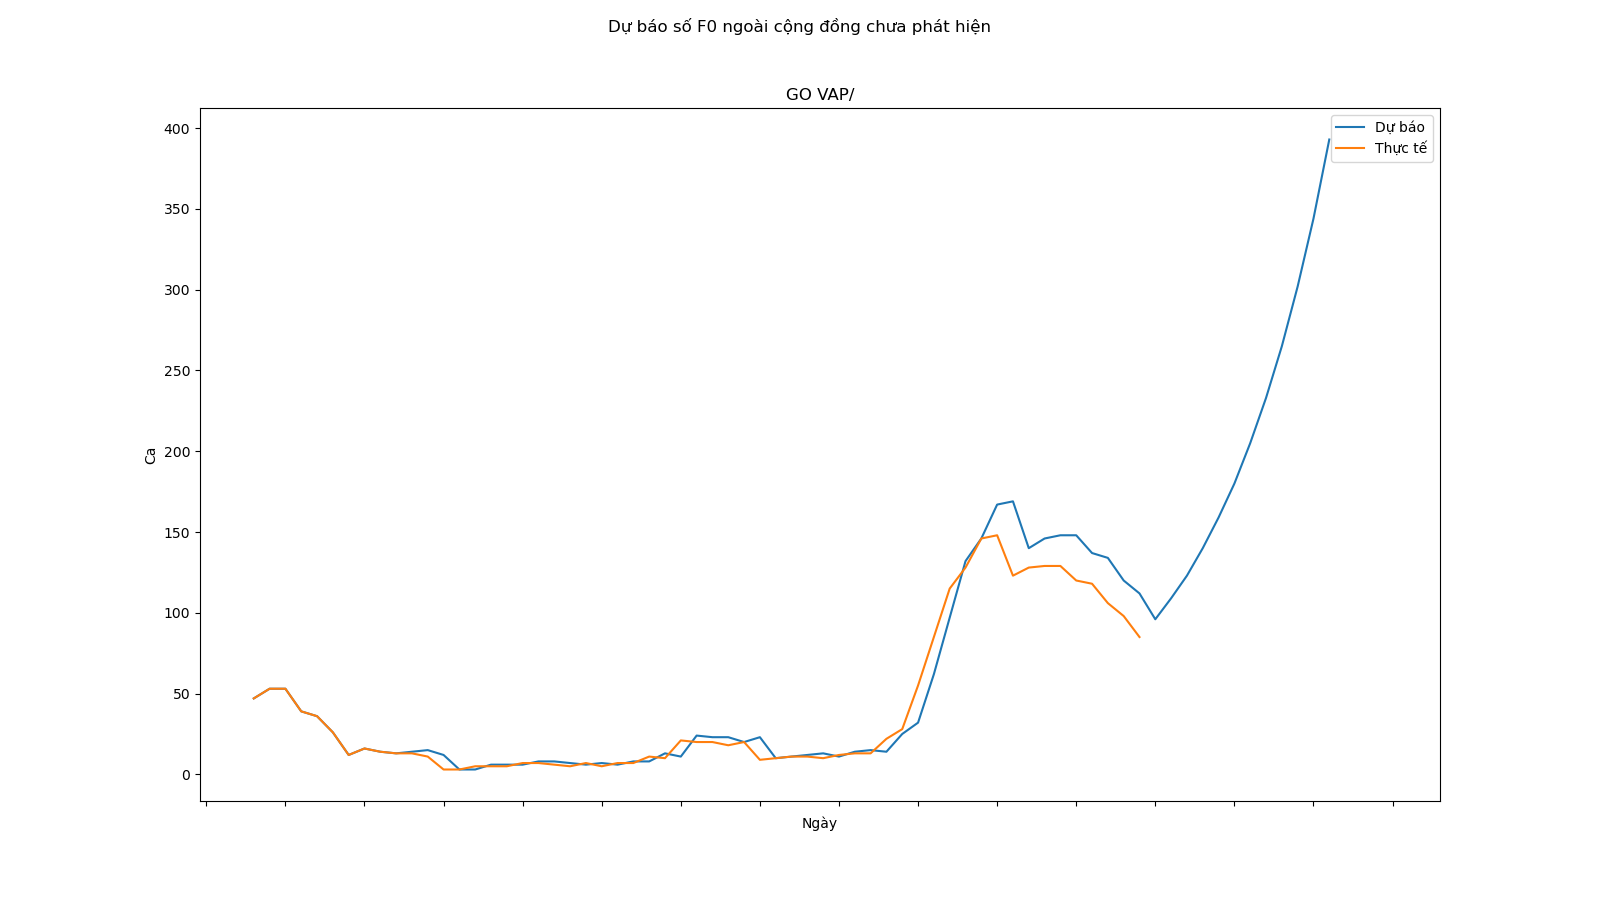 Dự báo số F0 ngoài cộng đồng chưa phát hiện
GO VAP/
Dự báo
Thực tế
400
350
300
250
200
150
100
50
0
Ca
Ngày